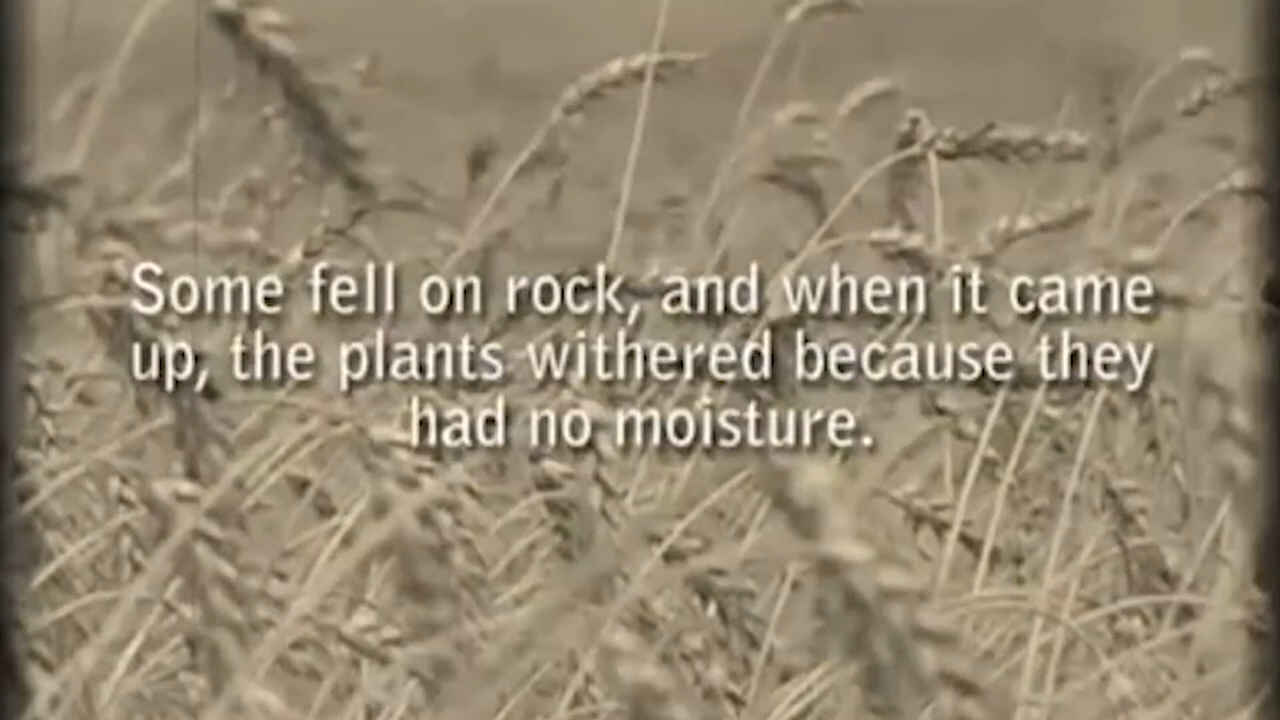 Some fell on rock, and when it came
up, the plants withered because they
had no moisture.